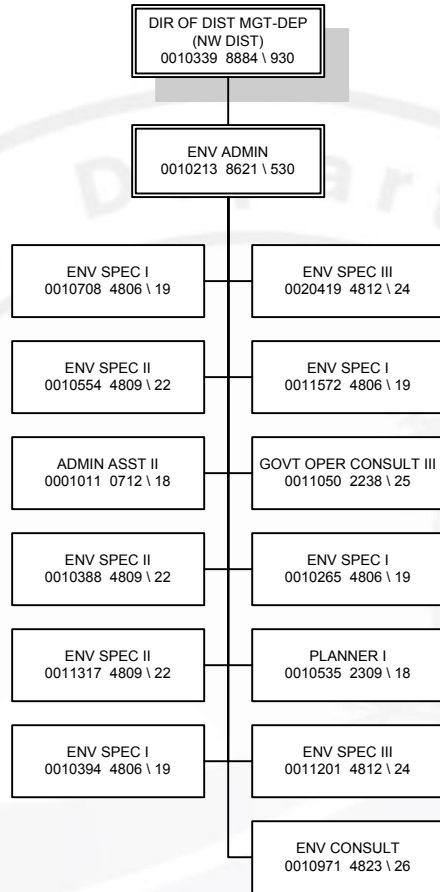 DIR OF DIST MGT-DEP
(NW DIST)
0010339 8884 \ 930
ENV ADMIN
0010213 8621 \ 530
ENV SPEC I
0010708 4806 \ 19
ENV SPEC III
0020419 4812 \ 24
ENV SPEC II
0010554 4809 \ 22
ENV SPEC I
0011572 4806 \ 19
ADMIN ASST II
0001011 0712 \ 18
GOVT OPER CONSULT III
0011050 2238 \ 25
ENV SPEC II
0010388 4809 \ 22
ENV SPEC I
0010265 4806 \ 19
ENV SPEC II
0011317 4809 \ 22
PLANNER I
0010535 2309 \ 18
ENV SPEC I
0010394 4806 \ 19
ENV SPEC III
0011201 4812 \ 24
ENV CONSULT
0010971 4823 \ 26